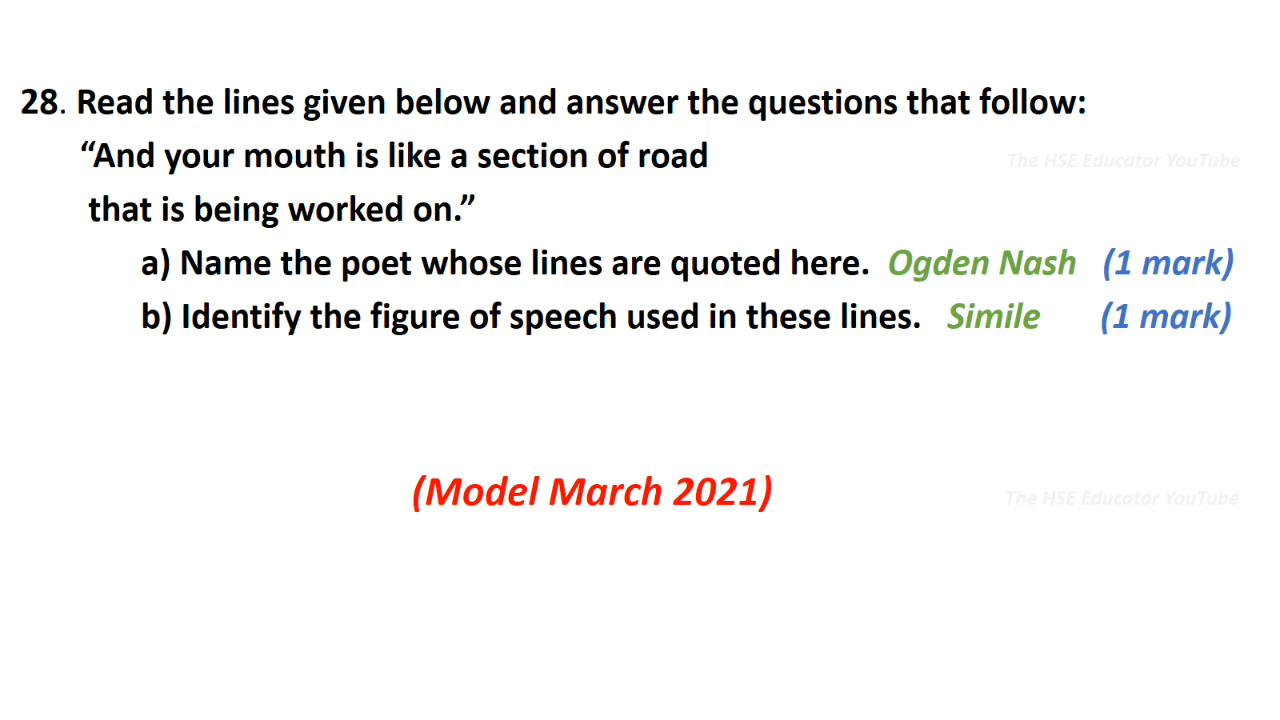 28. Read the lines given below and answer the questions that follow:
“And your mouth is like a section of road
The HSE Educator YouTube
that is being worked on.”
a) Name the poet whose lines are quoted here. Ogden Nash (1 mark)
b) Identify the figure of speech used in these lines. Simile (1 mark)
(Model March 2021)
The HSE Educator YouTube